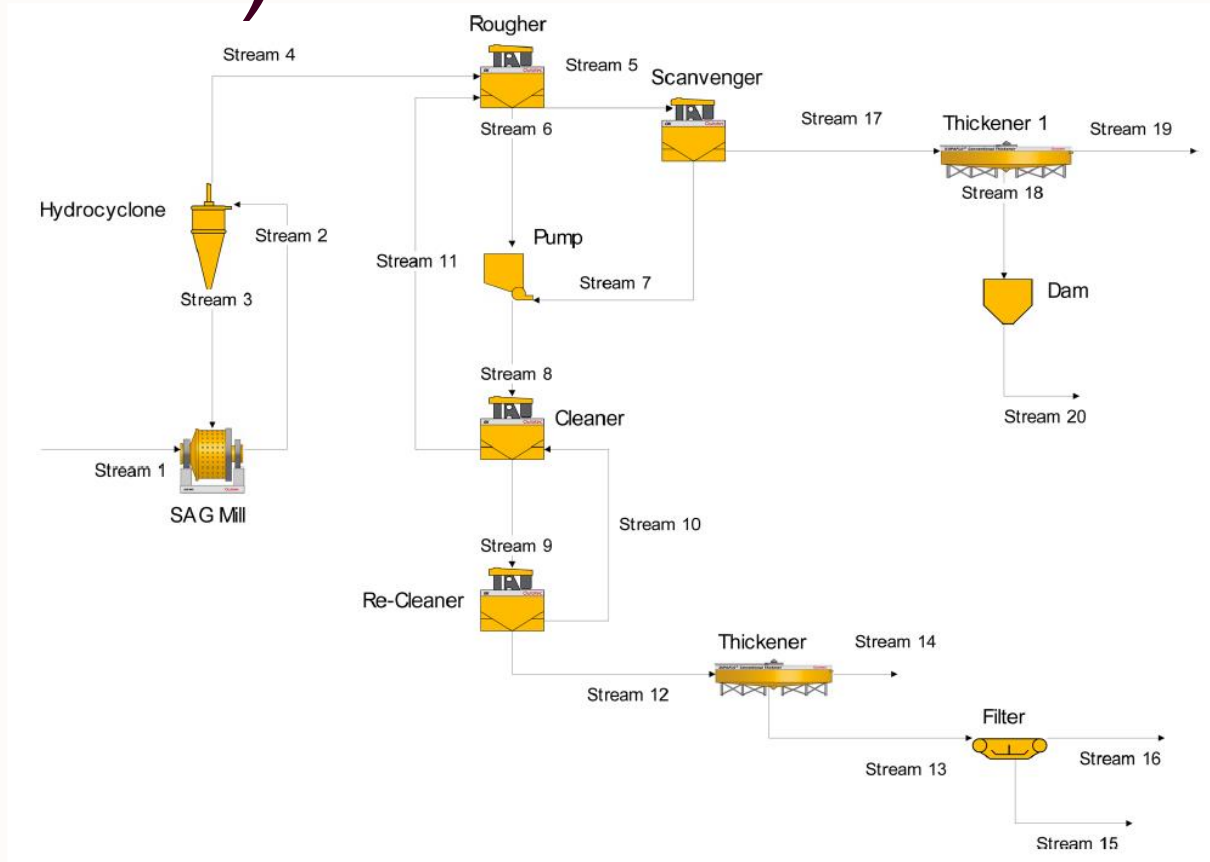 Rougher
Stream 4
Stream 5
Scanvenger
Stream 6
Stream 17
Thickener 1
Stream 19
Hydrocyclone
Stream 2
Stream 18
Stream 11
Pump
Stream 7
Stream 3
Dam
Stream 8
Cleaner
Stream 20
Stream 1
SAG Mill
Stream 10
Stream 9
Re-Cleaner
Thickener
Stream 14
Stream 12
Filter
Stream 13
Stream 16
Stream 15